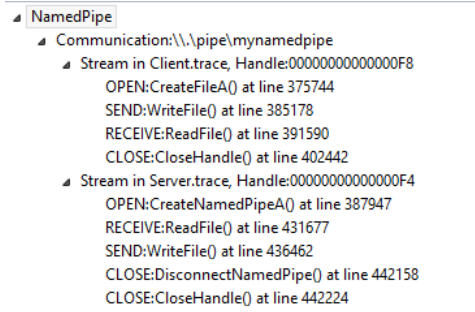 NamedPipe
Communication:\\.\pipe\mynamedpipe
Stream in Client.trace, Handle:00000000000000F8
OPEN:CreateFileA() at line 375744
SEND:WriteFile() at line 385178
RECEIVE:ReadFile() at line 391590
CLOSE:CloseHandle() at line 402442
Stream in Server.trace, Handle:00000000000000F4
OPEN:CreateNamedPipeA() at line 387947
RECEIVE:ReadFile() at line 431677
SEND:WriteFile() at line 436462
CLOSE:DisconnectNamedPipe() at line 442158
CLOSE:CloseHandle() at line 442224